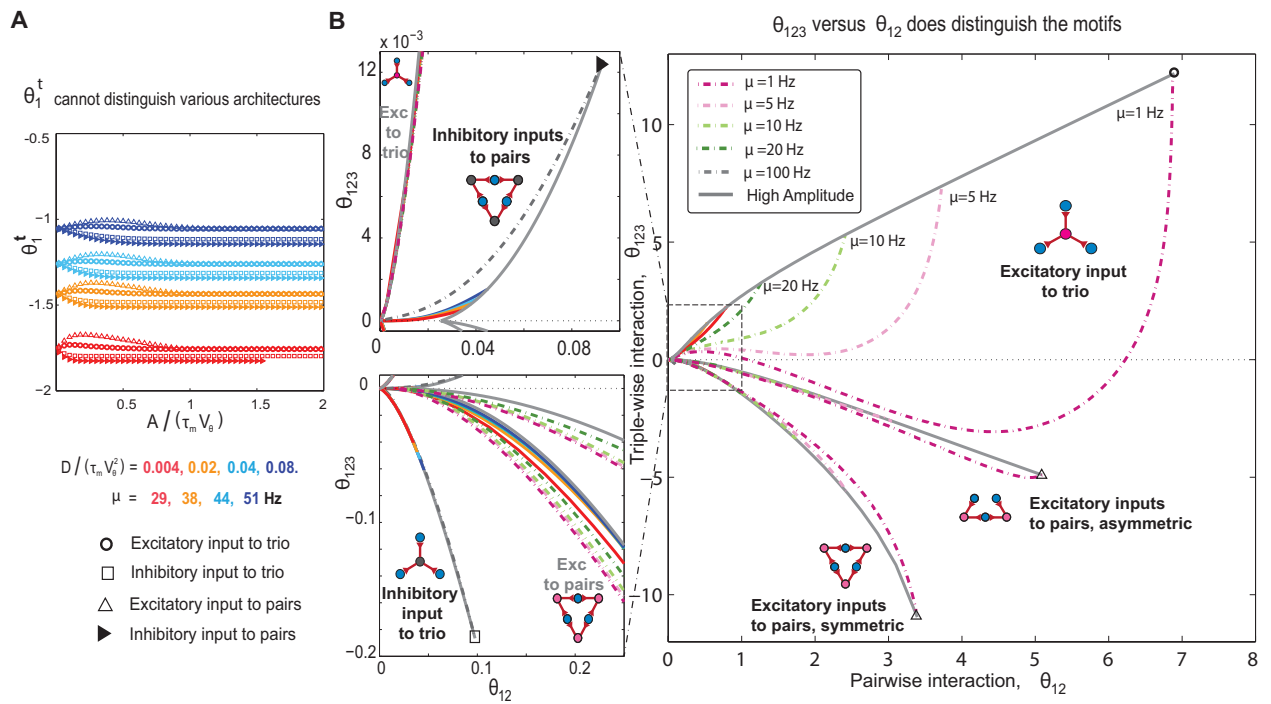 A
θ₁ᵗ cannot distinguish various architectures
-0.5
-1
-1.5
-2
θ₁ᵗ
0.5
1
1.5
2
A / (τₘ V_θ)
D / (τₘ V_θ²) = 0.004, 0.02, 0.04, 0.08.
μ = 29, 38, 44, 51 Hz
Excitatory input to trio
Inhibitory input to trio
Excitatory input to pairs
Inhibitory input to pairs
B
x 10⁻³
12
8
4
0
θ₁₂₃
Exc
to
trio
Inhibitory inputs
to pairs
0
0.04
0.08
0
−0.1
−0.2
θ₁₂₃
Inhibitory
input
to trio
Exc
to pairs
0
0.1
0.2
θ₁₂
θ₁₂₃ versus θ₁₂ does distinguish the motifs
μ =1 Hz
μ =5 Hz
μ =10 Hz
μ =20 Hz
μ =100 Hz
High Amplitude
μ=1 Hz
μ=5 Hz
μ=10 Hz
μ=20 Hz
Excitatory input
to trio
Excitatory inputs
to pairs, asymmetric
Excitatory inputs
to pairs, symmetric
10
5
0
−5
−10
Triple-wise interaction, θ₁₂₃
0
1
2
3
4
5
6
7
8
Pairwise interaction, θ₁₂